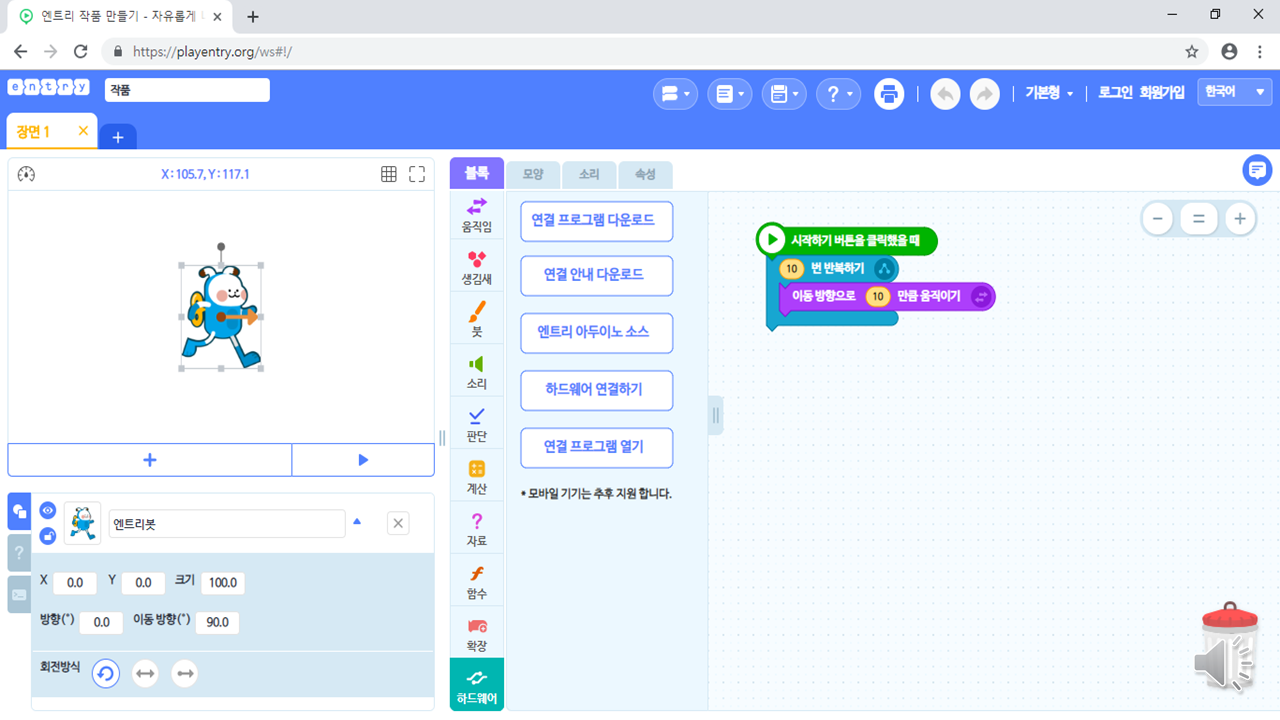 엔트리 작품 만들기 - 자유롭게
https://playentry.org/ws#!/
entry
작품
기본형
로그인 회원가입
한국어
장면 1
X:105.7, Y:117.1
블록
모양
소리
속성
움직임
생김새
붓
소리
판단
계산
자료
함수
확장
하드웨어
연결 프로그램 다운로드
연결 안내 다운로드
엔트리 아두이노 소스
하드웨어 연결하기
연결 프로그램 열기
* 모바일 기기는 추후 지원 합니다.
시작하기 버튼을 클릭했을 때
10 번 반복하기
이동 방향으로 10 만큼 움직이기
엔트리봇
X 0.0 Y 0.0 크기 100.0
방향(°) 0.0 이동 방향(°) 90.0
회전방식